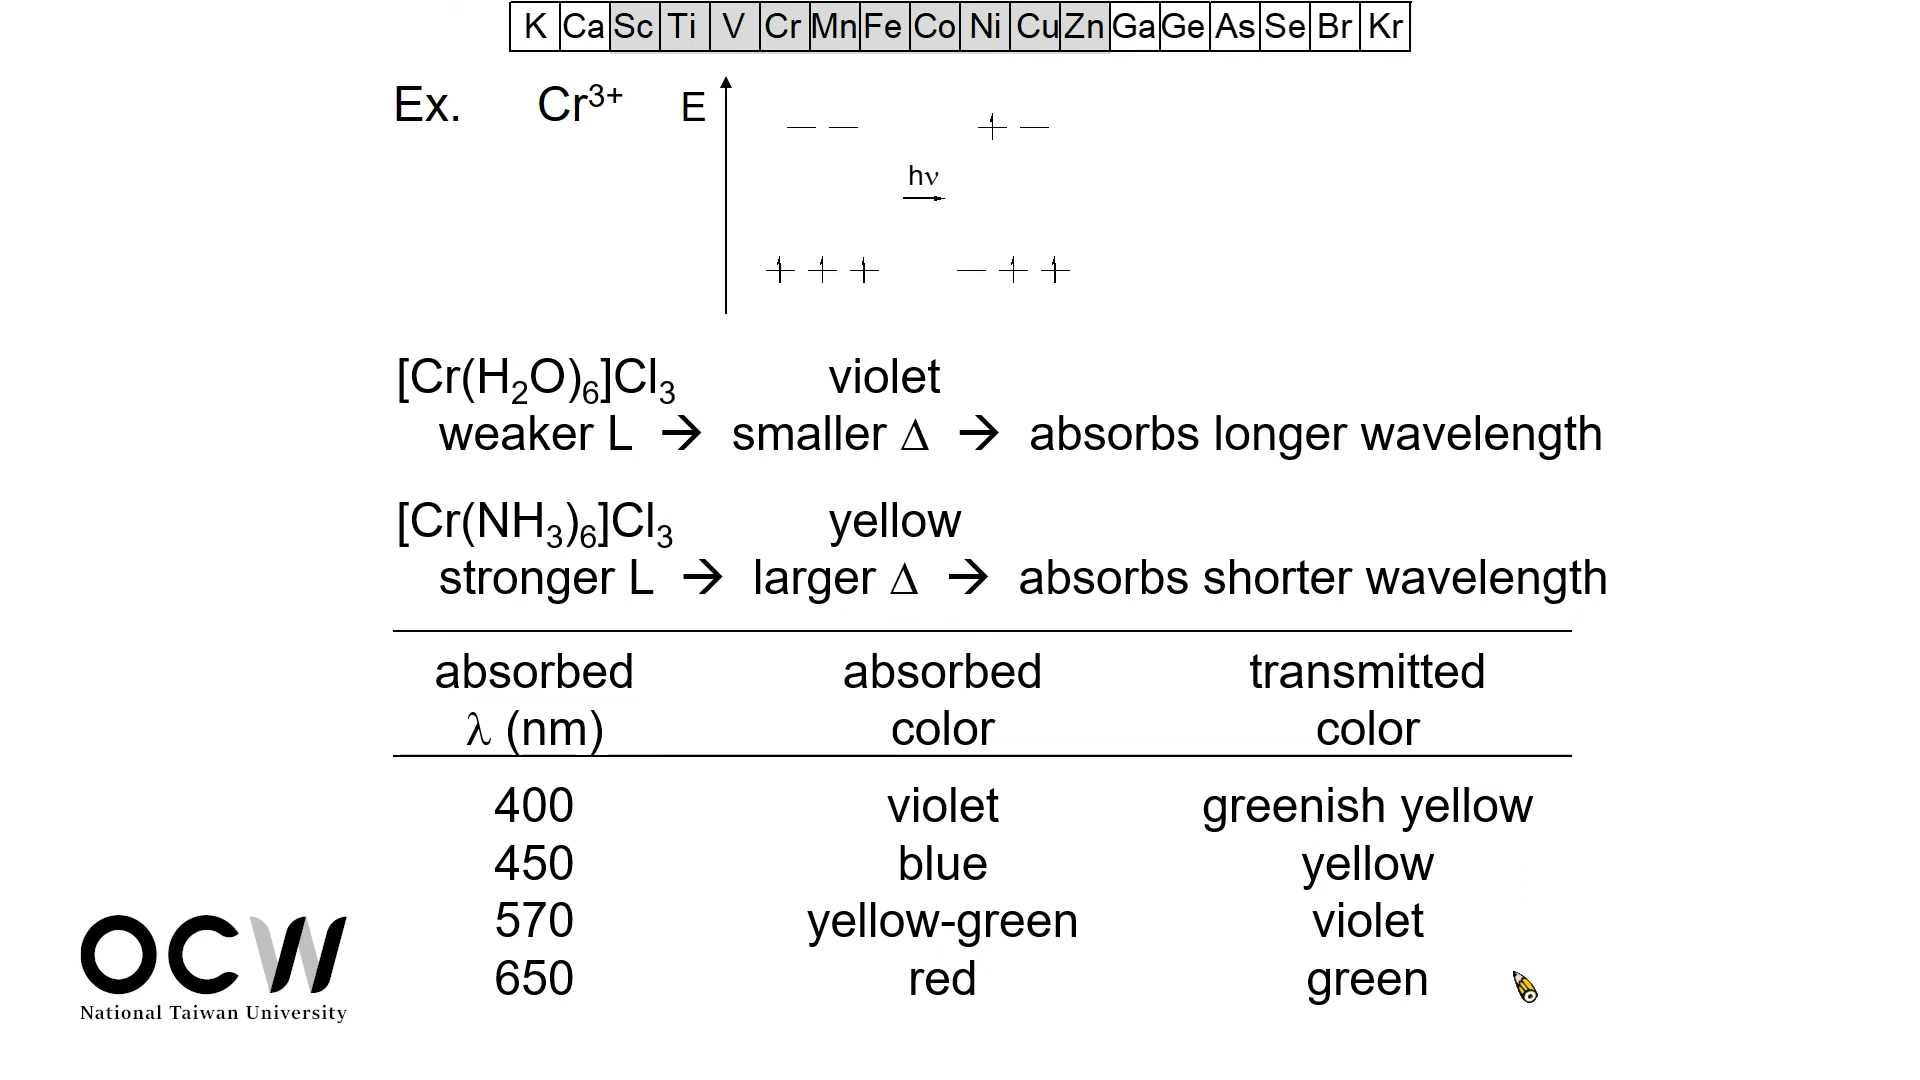 K Ca Sc Ti V Cr Mn Fe Co Ni Cu Zn Ga Ge As Se Br Kr
Ex. Cr³⁺ E
hν
[Cr(H₂O)₆]Cl₃ violet
weaker L → smaller Δ → absorbs longer wavelength
[Cr(NH₃)₆]Cl₃ yellow
stronger L → larger Δ → absorbs shorter wavelength
absorbed absorbed transmitted
λ (nm) color color
400 violet greenish yellow
450 blue yellow
570 yellow-green violet
650 red green
OCW
National Taiwan University